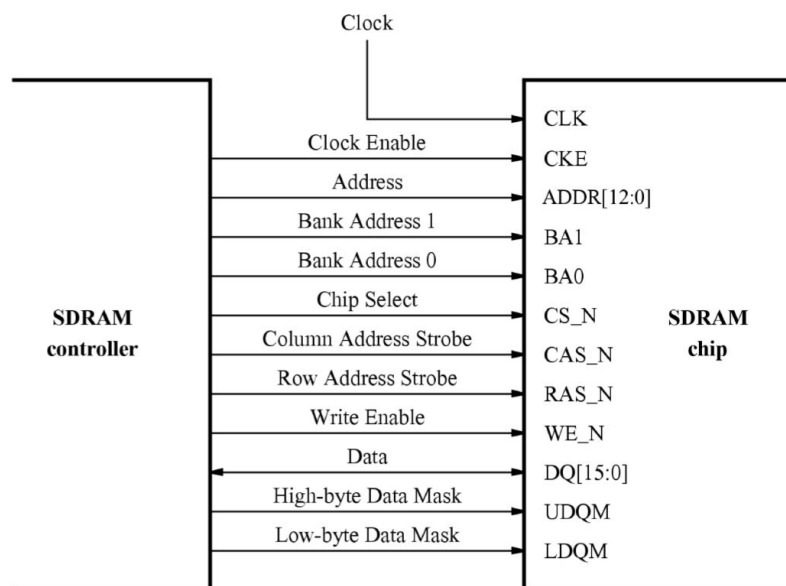 Clock
CLK
Clock Enable
CKE
Address
ADDR[12:0]
Bank Address 1
BA1
Bank Address 0
BA0
Chip Select
CS_N
SDRAM
controller
SDRAM
chip
Column Address Strobe
CAS_N
Row Address Strobe
RAS_N
Write Enable
WE_N
Data
DQ[15:0]
High-byte Data Mask
UDQM
Low-byte Data Mask
LDQM